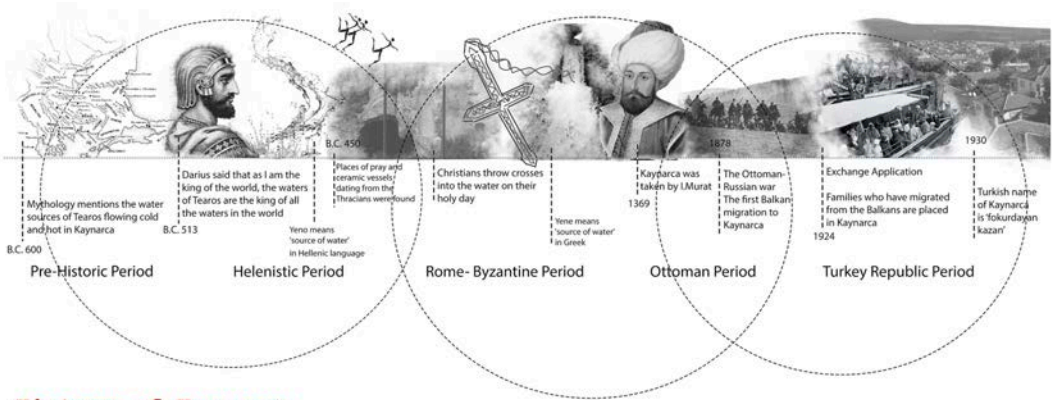 B.C. 600
Mythology mentions the water
sources of Tearos flowing cold
and hot in Kaynarca
B.C. 513
Darius said that as I am the
king of the world, the waters
of Tearos are the king of all
the waters in the world
Yeno means
'source of water'
in Hellenic language
B.C. 450
Places of pray and
ceramic vessels
dating from the
Thracians were found
Christians throw crosses
into the water on their
holy day
Yene means
'source of water'
in Greek
Kaynarca was
taken by I.Murat
1369
1878
The Ottoman-
Russian war
The first Balkan
migration to
Kaynarca
Exchange Application
Families who have migrated
from the Balkans are placed
in Kaynarca
1924
1930
Turkish name
of Kaynarca
is 'fokurdayan
kazan'
Pre-Historic Period
Helenistic Period
Rome- Byzantine Period
Ottoman Period
Turkey Republic Period